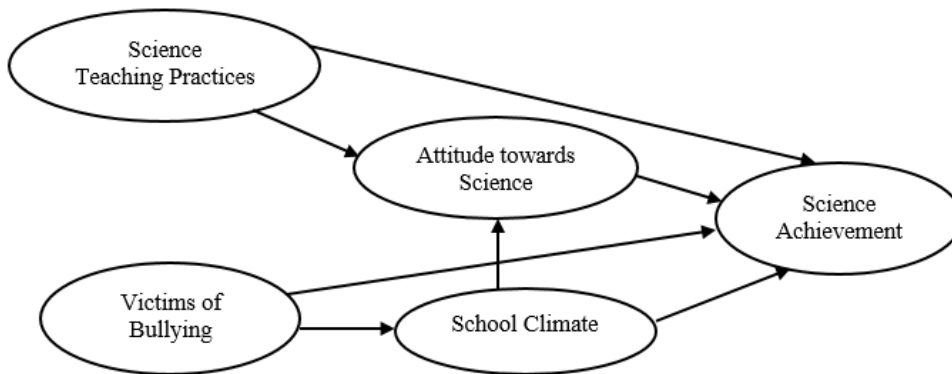 Science
Teaching Practices
Attitude towards
Science
Science
Achievement
Victims of
Bullying
School Climate